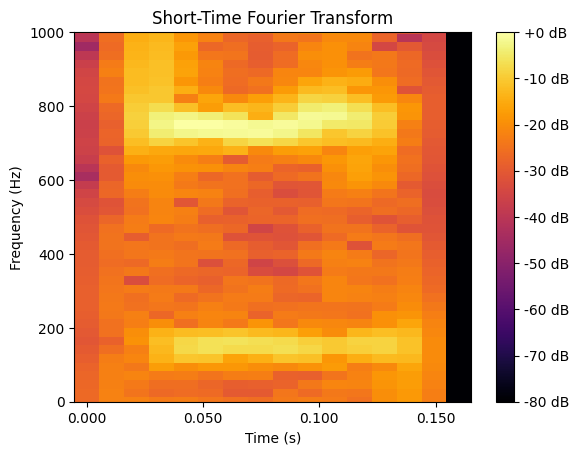 Short-Time Fourier Transform
Frequency (Hz)
1000
800
600
400
200
0
0.000
0.050
0.100
0.150
Time (s)
+0 dB
-10 dB
-20 dB
-30 dB
-40 dB
-50 dB
-60 dB
-70 dB
-80 dB